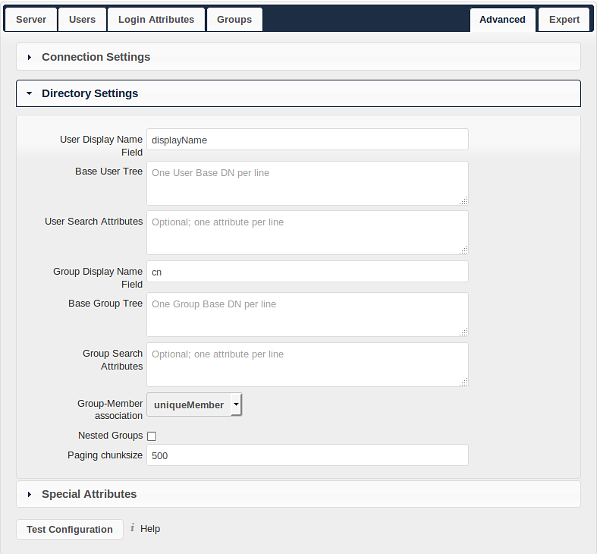 Server Users Login Attributes Groups Advanced Expert
Connection Settings
Directory Settings
User Display Name
Field
displayName
Base User Tree
One User Base DN per line
User Search Attributes
Optional; one attribute per line
Group Display Name
Field
cn
Base Group Tree
One Group Base DN per line
Group Search
Attributes
Optional; one attribute per line
Group-Member
association
uniqueMember
Nested Groups
Paging chunksize
500
Special Attributes
Test Configuration i Help